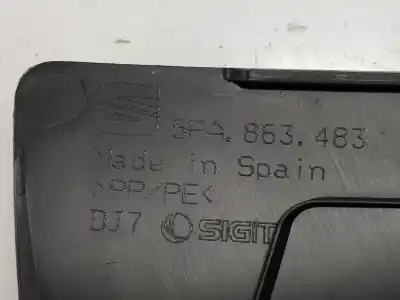 5FA.863.483
Made in Spain
>PP/PE<
DJ7 SIGIT